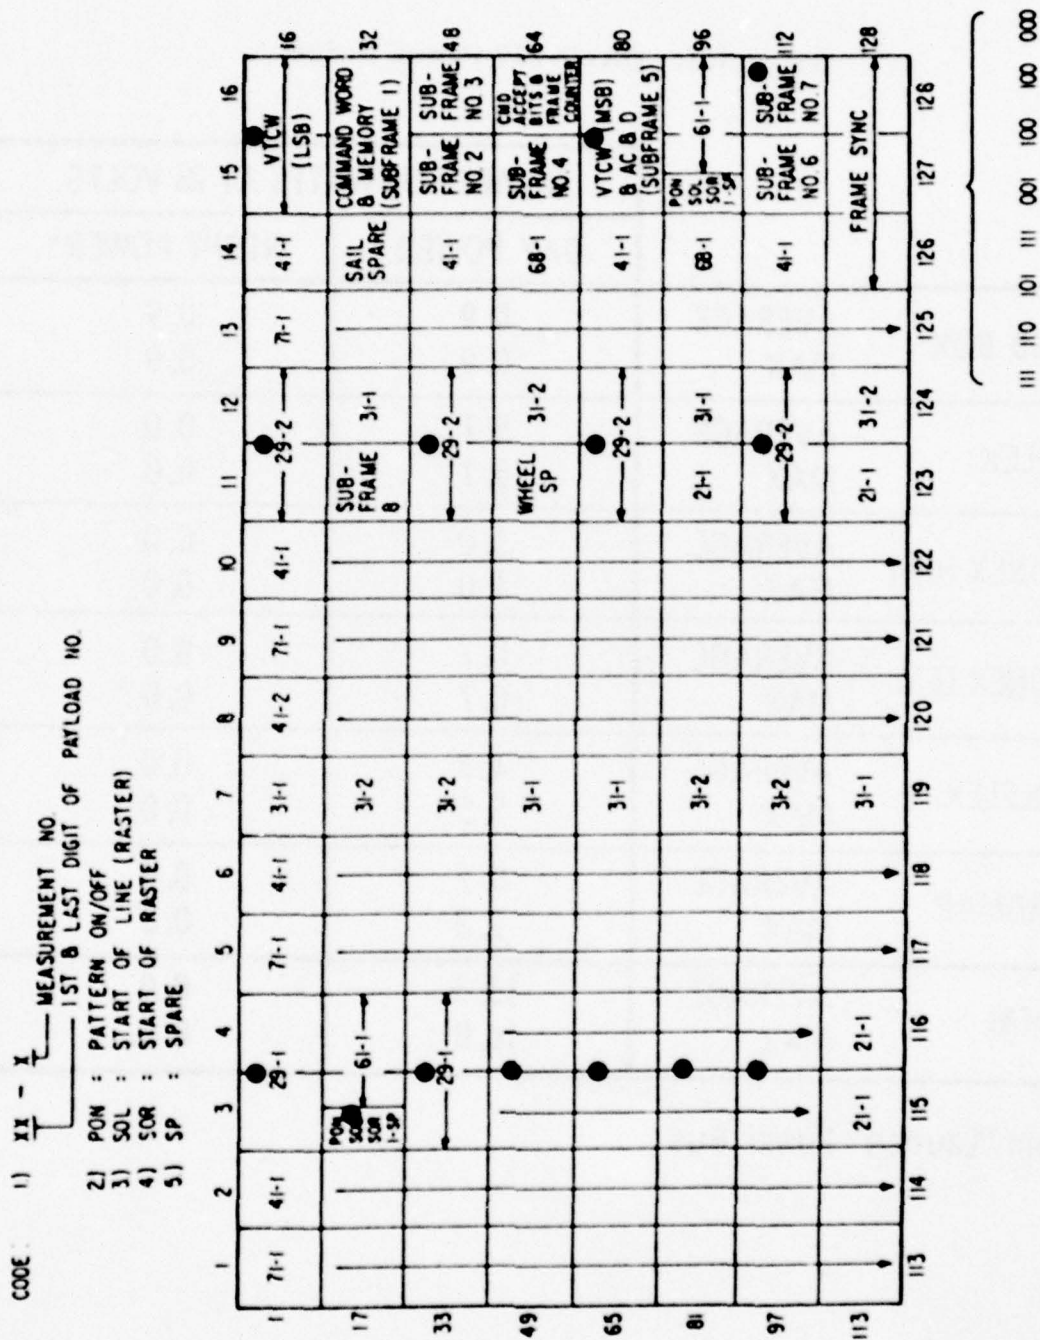 CODE: 1.) XX - X
MEASUREMENT NO.
1ST & LAST DIGIT OF PAYLOAD NO.
2.) PON : PATTERN ON/OFF
3.) SOL : START OF LINE (RASTER)
4.) SOR : START OF RASTER
5.) SP : SPARE
1 2 3 4 5 6 7 8 9 10 11 12 13 14 15 16
1 71-1 41-1 29-1 71-1 41-1 31-1 41-2 71-1 41-1 29-2 71-1 41-1 VTCW (LSB) 16
17 PON SOL SOR 1-SP 61-1 31-2 SUB-FRAME 8 31-1 SAIL SPARE COMMAND WORD & MEMORY (SUBFRAME 1) 32
33 29-1 31-2 29-2 41-1 SUB-FRAME NO.2 SUB-FRAME NO.3 48
49 31-1 WHEEL SP 31-2 68-1 SUB-FRAME NO.4 CMD ACCEPT BITS & FRAME COUNTER 64
65 31-1 29-2 41-1 VTCW (MSB) & AC & D (SUBFRAME 5) 80
81 31-2 21-1 31-1 68-1 PON SOL SOR 1-SP 61-1 96
97 31-2 29-2 41-1 SUB-FRAME NO.6 SUB-FRAME NO.7 112
113 21-1 21-1 31-1 21-1 31-2 FRAME SYNC 128
113 114 115 116 117 118 119 120 121 122 123 124 125 126 127 128
111 110 101 111 001 100 100 000